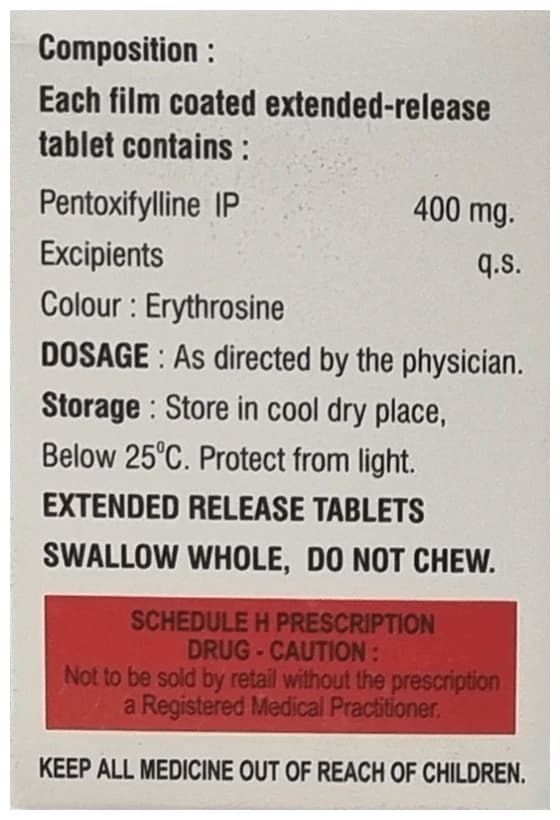 Composition :
Each film coated extended-release
tablet contains :
Pentoxifylline IP 400 mg.
Excipients q.s.
Colour : Erythrosine
DOSAGE : As directed by the physician.
Storage : Store in cool dry place,
Below 25°C. Protect from light.
EXTENDED RELEASE TABLETS
SWALLOW WHOLE, DO NOT CHEW.
SCHEDULE H PRESCRIPTION
DRUG - CAUTION :
Not to be sold by retail without the prescription
a Registered Medical Practitioner.
KEEP ALL MEDICINE OUT OF REACH OF CHILDREN.